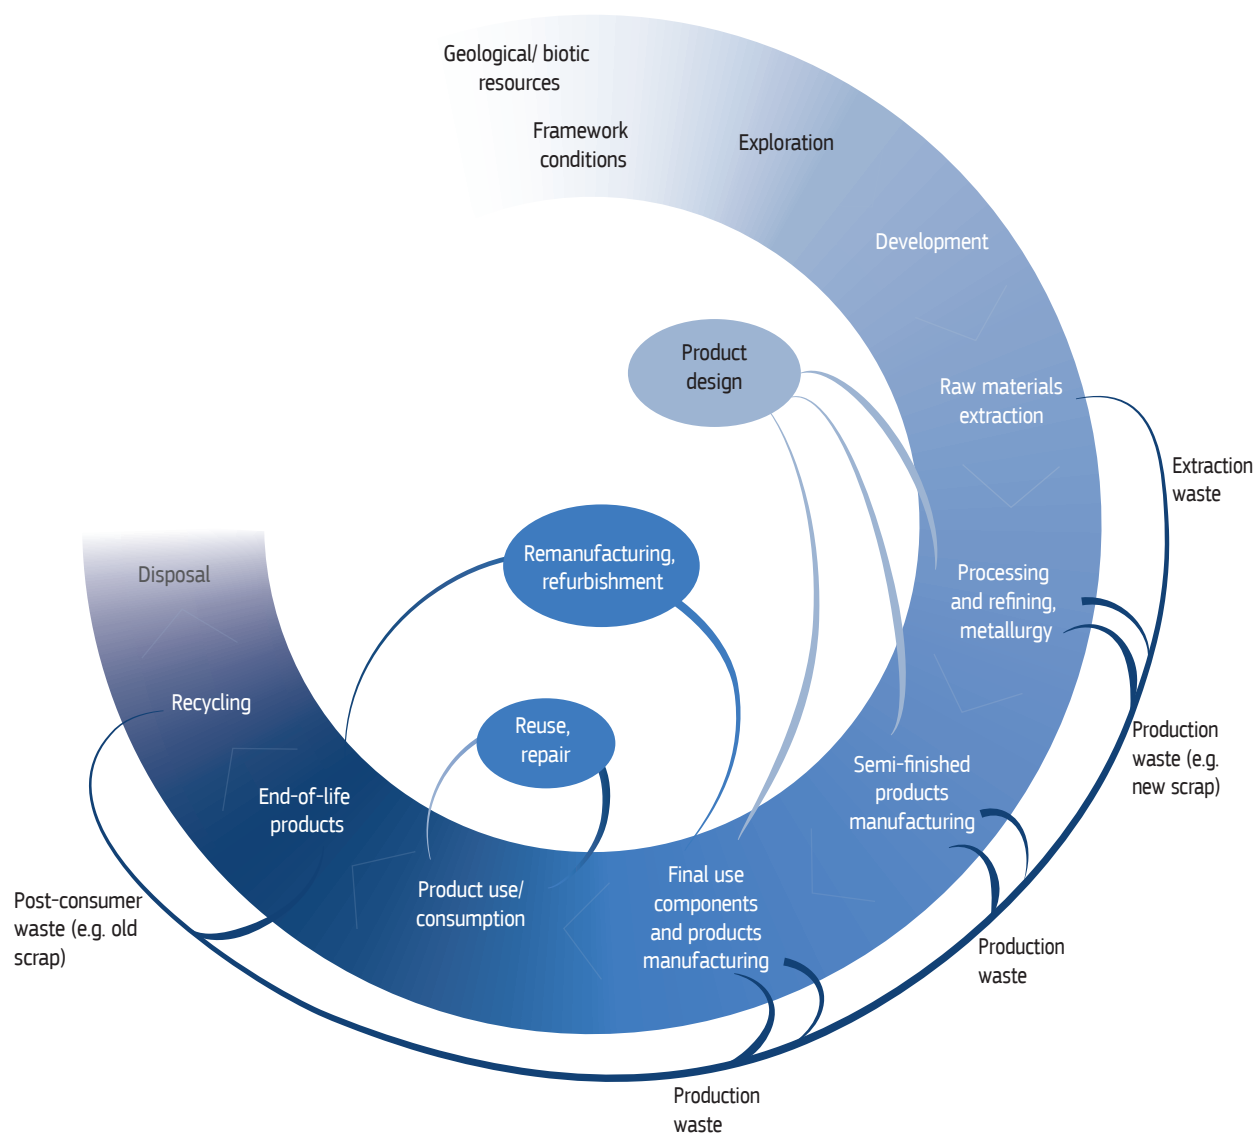 Geological/ biotic
resources
Framework
conditions
Exploration
Development
Product
design
Raw materials
extraction
Extraction
waste
Remanufacturing,
refurbishment
Disposal
Processing
and refining,
metallurgy
Recycling
Reuse,
repair
Production
waste (e.g.
new scrap)
Semi-finished
products
manufacturing
End-of-life
products
Final use
components
and products
manufacturing
Product use/
consumption
Post-consumer
waste (e.g. old
scrap)
Production
waste
Production
waste